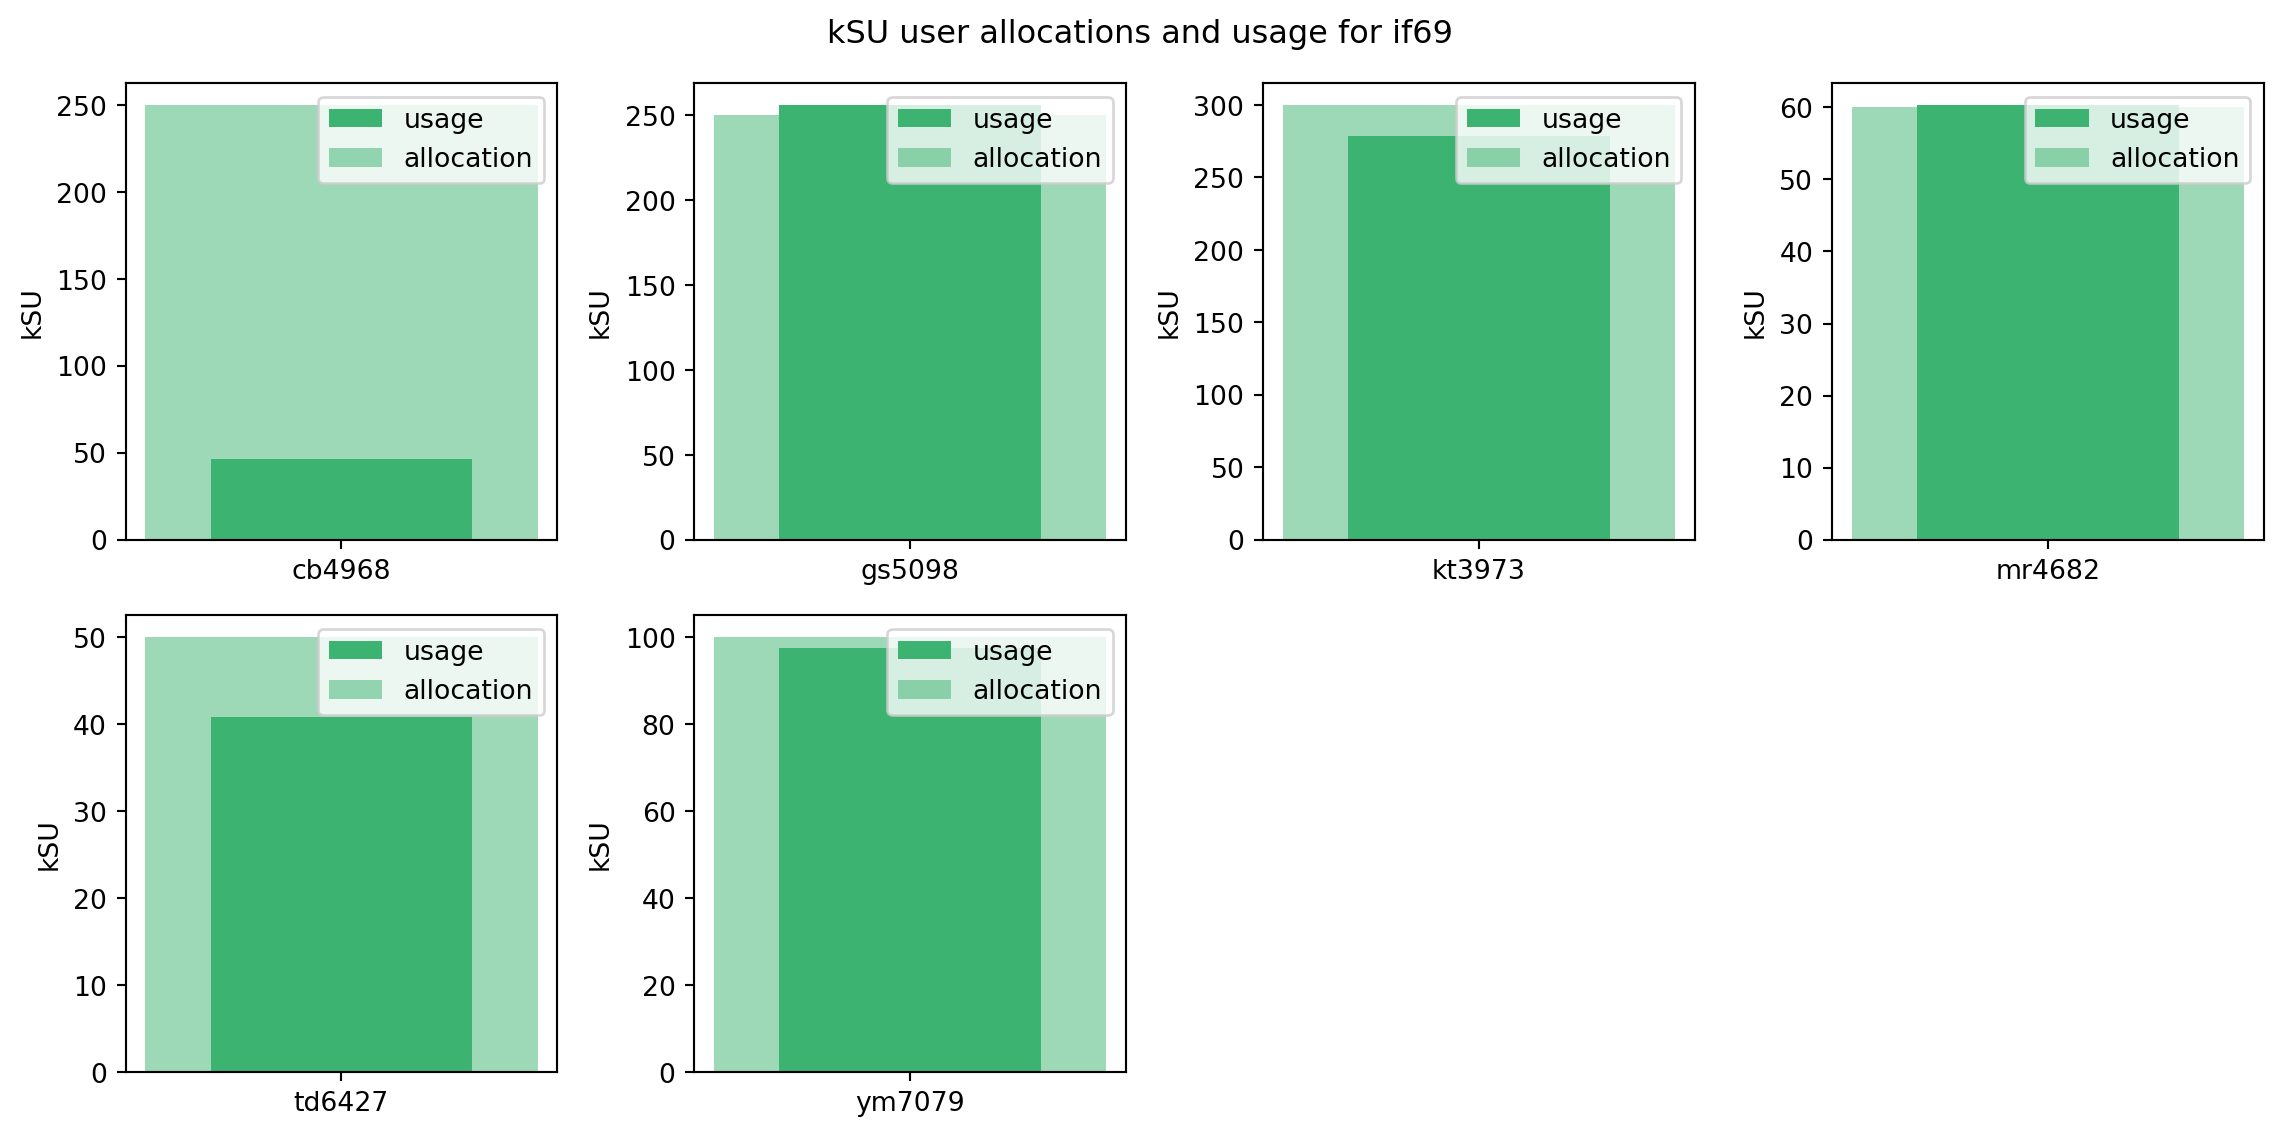 kSU user allocations and usage for if69
250
200
150
100
50
0
kSU
usage
allocation
cb4968
250
200
150
100
50
0
kSU
usage
allocation
gs5098
300
250
200
150
100
50
0
kSU
usage
allocation
kt3973
60
50
40
30
20
10
0
kSU
usage
allocation
mr4682
50
40
30
20
10
0
kSU
usage
allocation
td6427
100
80
60
40
20
0
kSU
usage
allocation
ym7079